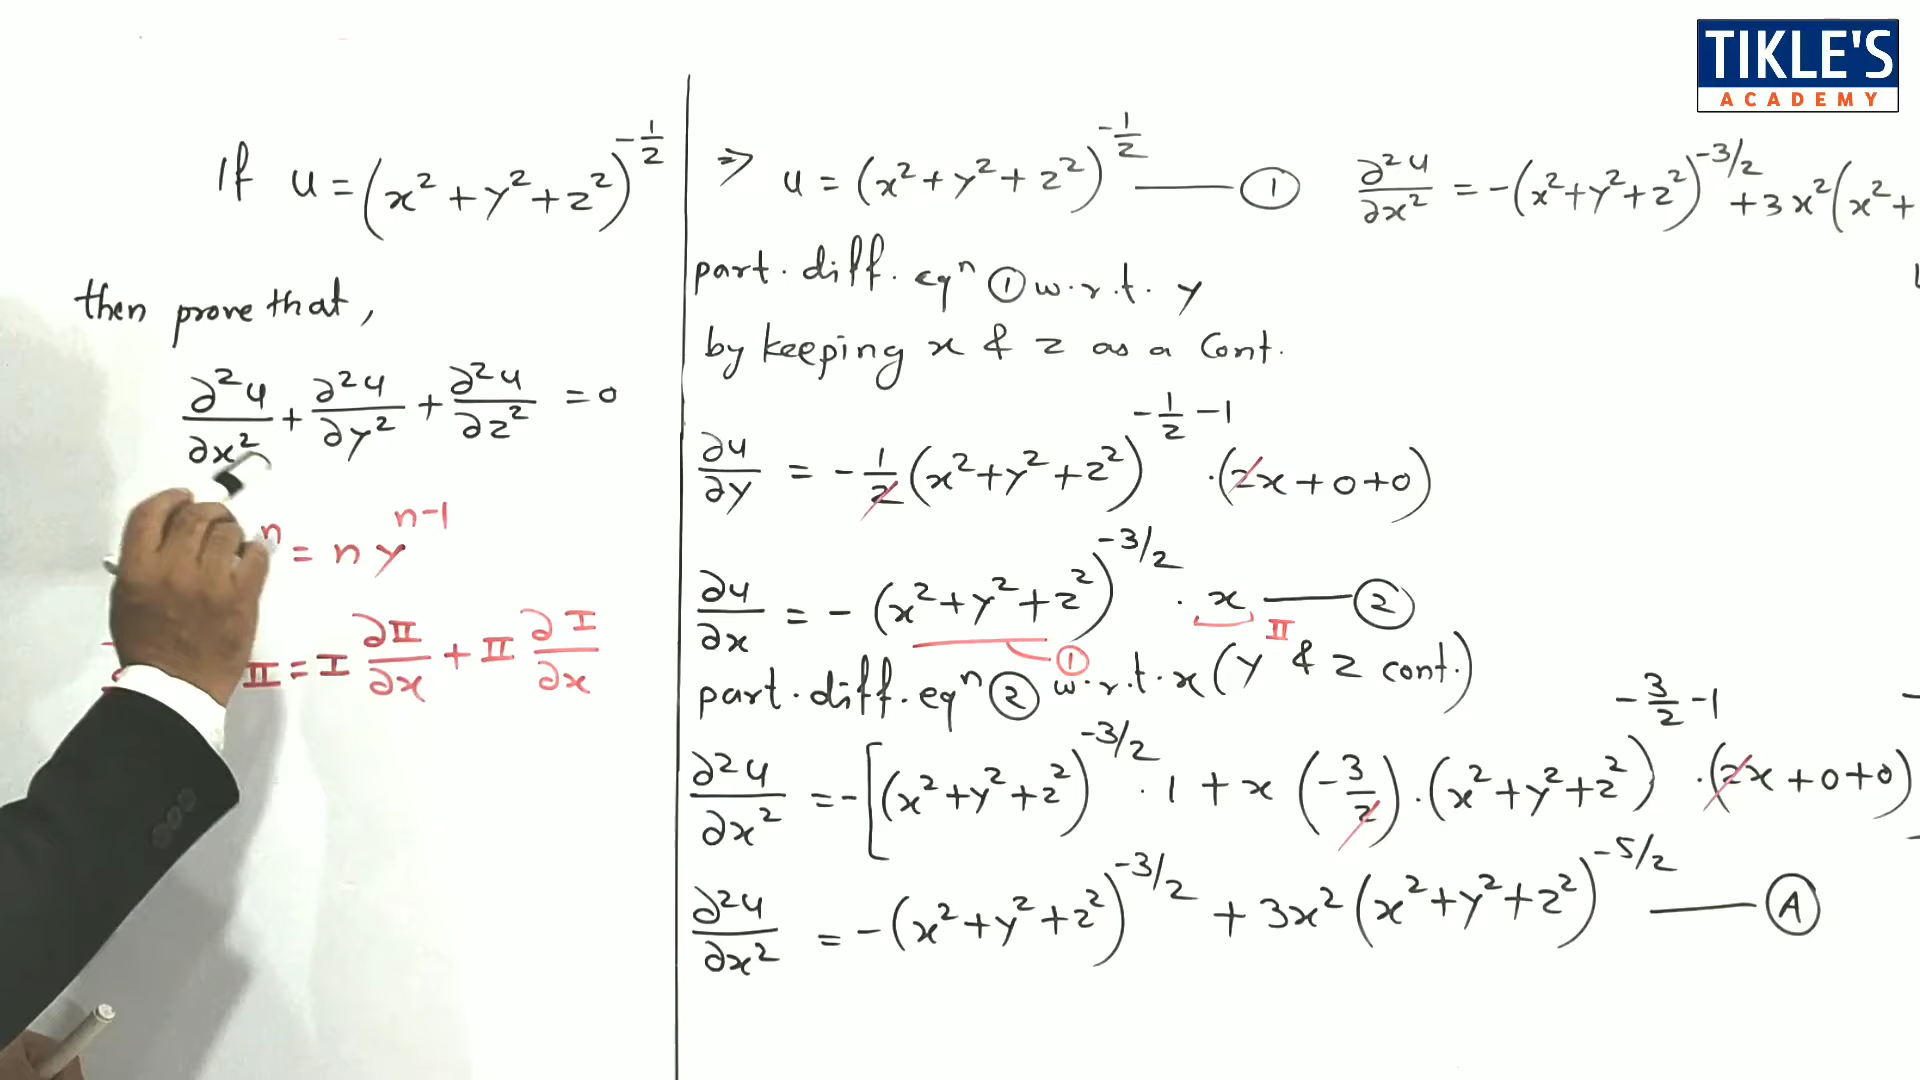 TIKLE'S
ACADEMY
If u = (x² + y² + z²)^(-1/2)
then prove that,
∂²u/∂x² + ∂²u/∂y² + ∂²u/∂z² = 0
n = n y^(n-1)
II = I ∂II/∂x + II ∂I/∂x
⇒ u = (x² + y² + z²)^(-1/2) —— ①
part. diff. eqⁿ ① w.r.t. y
by keeping x & z as a cont.
∂u/∂y = -1/2 (x² + y² + z²)^(-1/2 - 1) · (2x + 0 + 0)
∂u/∂x = - (x² + y² + z²)^(-3/2) · x —— ②
① II
part. diff. eqⁿ ② w.r.t. x (y & z cont.)
∂²u/∂x² = -[(x² + y² + z²)^(-3/2) · 1 + x (-3/2) · (x² + y² + z²)^(-3/2 - 1) · (2x + 0 + 0)
∂²u/∂x² = -(x² + y² + z²)^(-3/2) + 3x² (x² + y² + z²)^(-5/2) —— Ⓐ
∂²u/∂x² = -(x² + y² + z²)^(-3/2) + 3x² (x² +